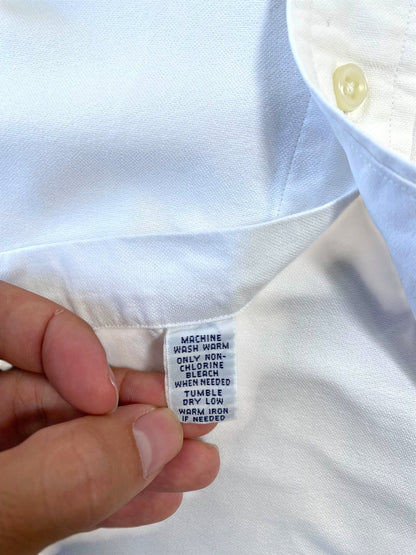 MACHINE
WASH WARM
ONLY NON-
CHLORINE
BLEACH
WHEN NEEDED
TUMBLE
DRY LOW
WARM IRON
IF NEEDED